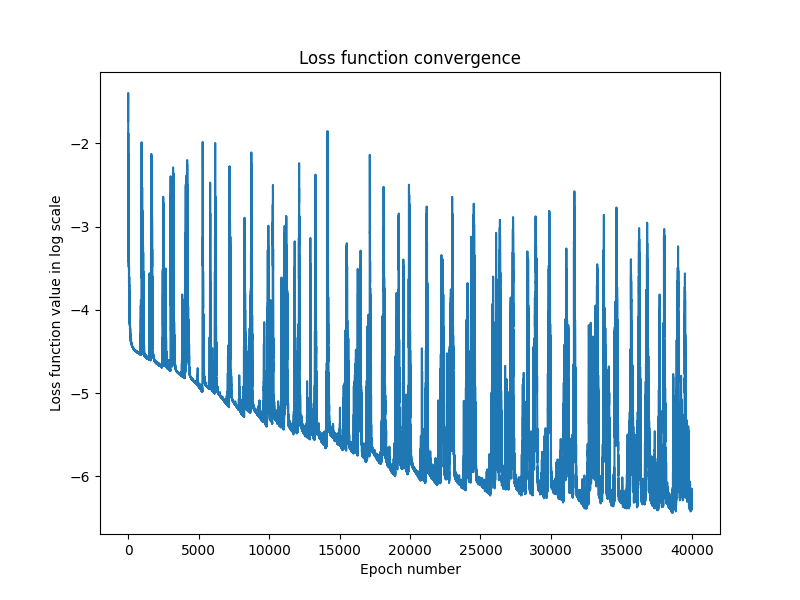 Loss function convergence
−2
−3
−4
−5
−6
Loss function value in log scale
0 5000 10000 15000 20000 25000 30000 35000 40000
Epoch number